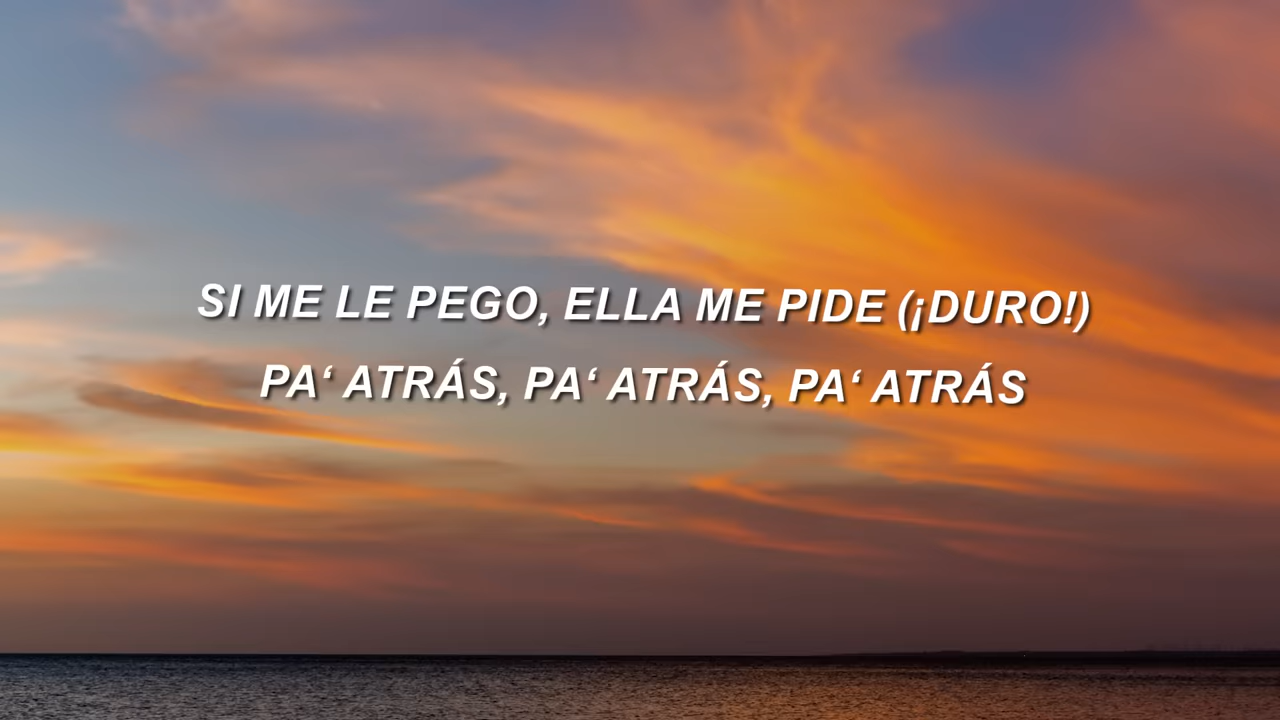 SI ME LE PEGO, ELLA ME PIDE (¡DURO!)
PA‘ ATRÁS, PA‘ ATRÁS, PA‘ ATRÁS